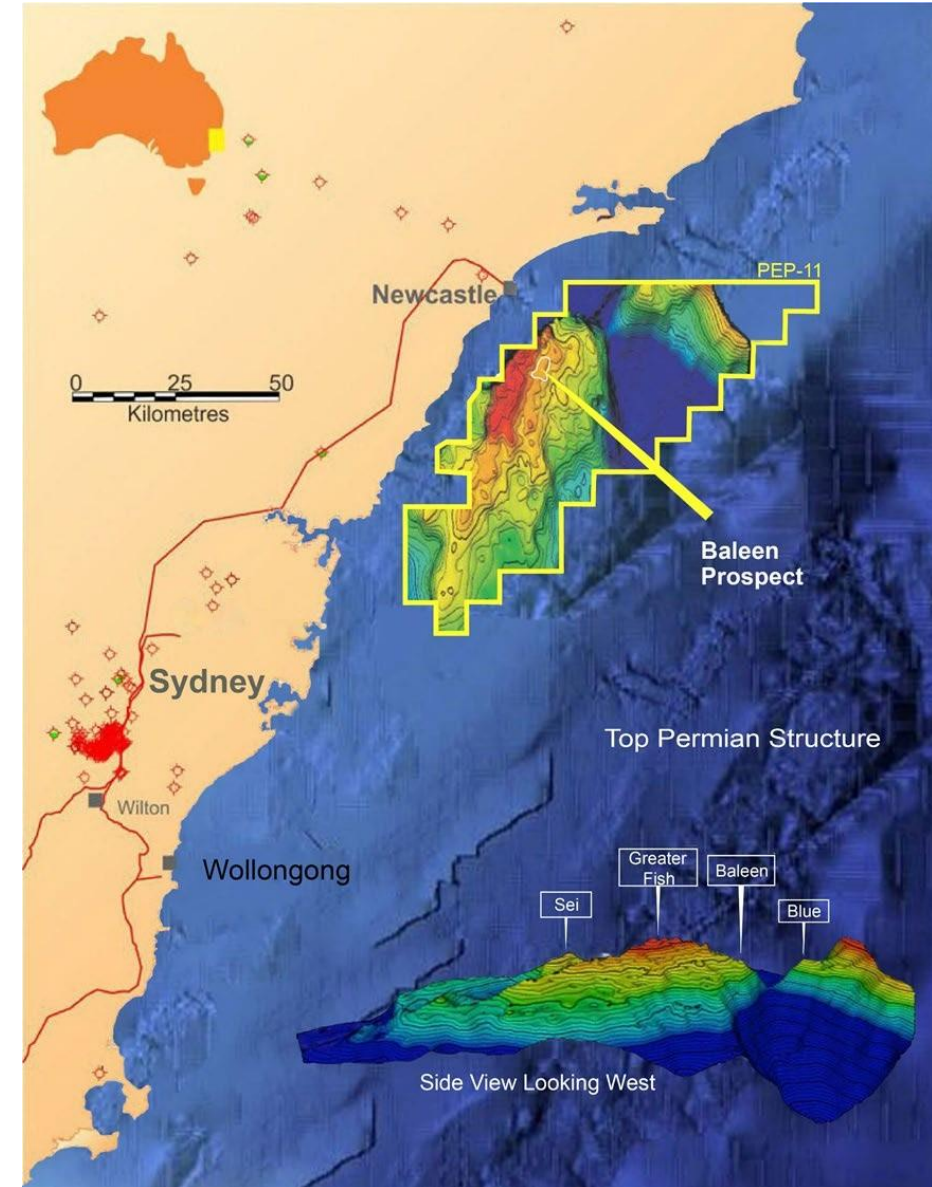 PEP-11
Newcastle
0 25 50
Kilometres
Baleen
Prospect
Sydney
Top Permian Structure
Wilton
Wollongong
Greater
Fish
Baleen
Sei
Blue
Side View Looking West